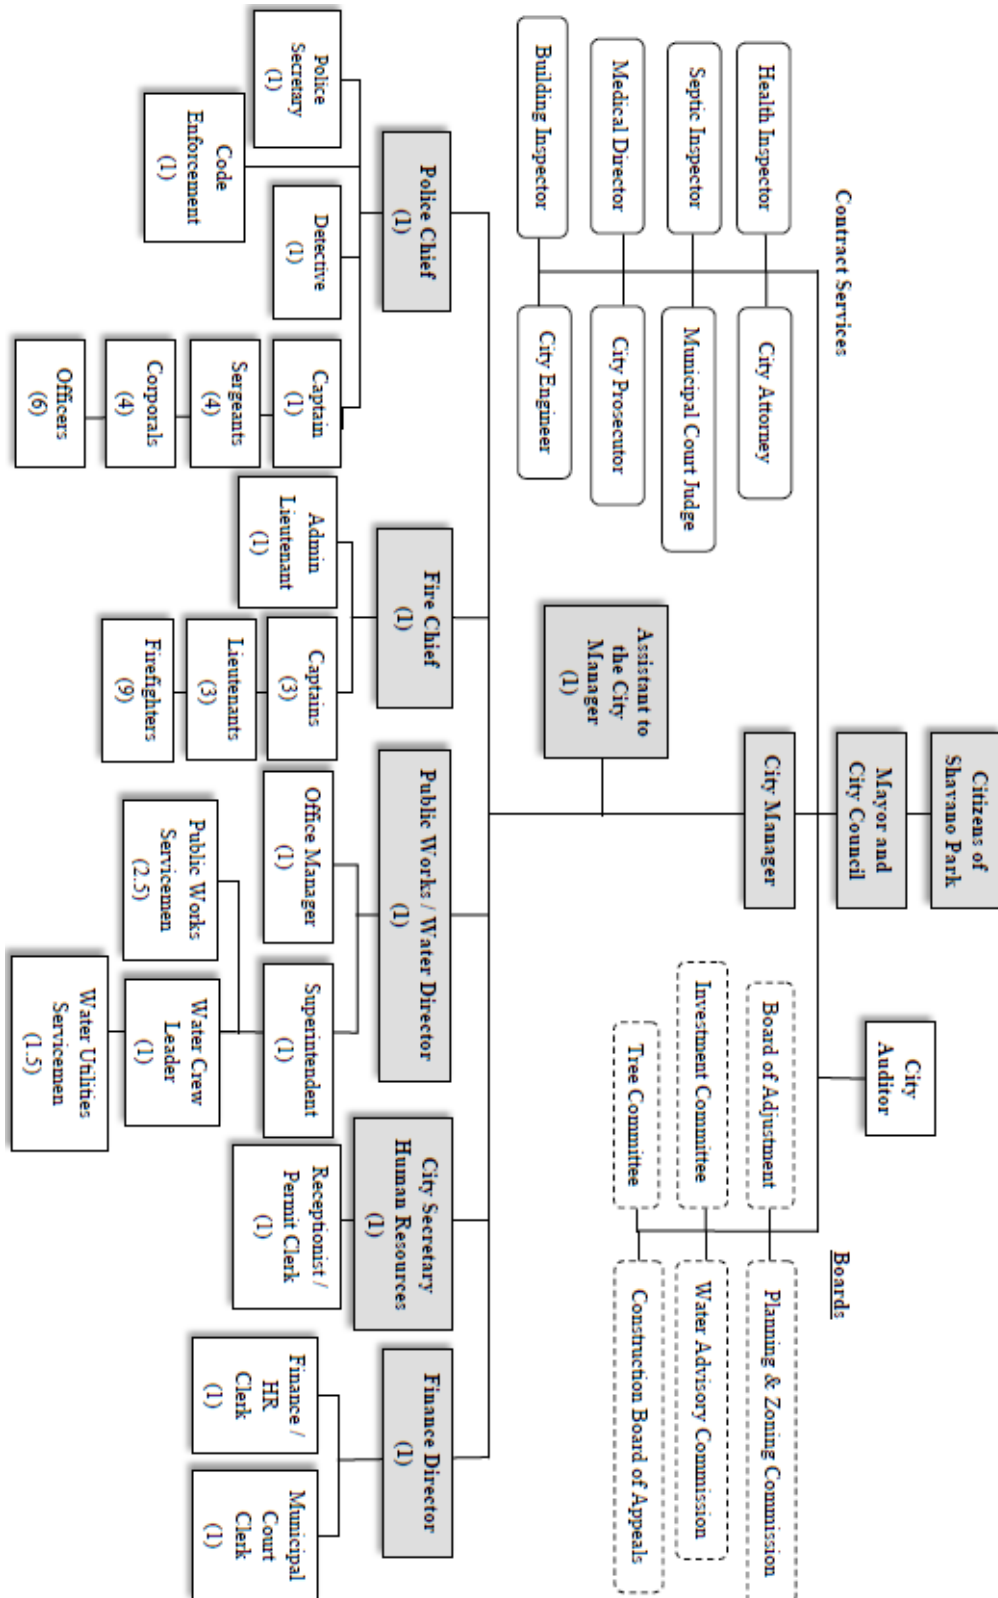 Citizens of
Shavano Park
Mayor and
City Council
City Auditor
City Manager
Contract Services
Health Inspector
City Attorney
Septic Inspector
Municipal Court Judge
Medical Director
City Prosecutor
Building Inspector
City Engineer
Boards
Board of Adjustment
Planning & Zoning Commission
Investment Committee
Water Advisory Commission
Tree Committee
Construction Board of Appeals
Assistant to
the City
Manager
(1)
Police Chief
(1)
Fire Chief
(1)
Public Works / Water Director
(1)
City Secretary
Human Resources
(1)
Finance Director
(1)
Police
Secretary
(1)
Code
Enforcement
(1)
Detective
(1)
Captain
(1)
Sergeants
(4)
Corporals
(4)
Officers
(6)
Admin
Lieutenant
(1)
Captains
(3)
Lieutenants
(3)
Firefighters
(9)
Office Manager
(1)
Superintendent
(1)
Public Works
Servicemen
(2.5)
Water Crew
Leader
(1)
Water Utilities
Servicemen
(1.5)
Receptionist /
Permit Clerk
(1)
Finance /
HR
Clerk
(1)
Municipal
Court
Clerk
(1)